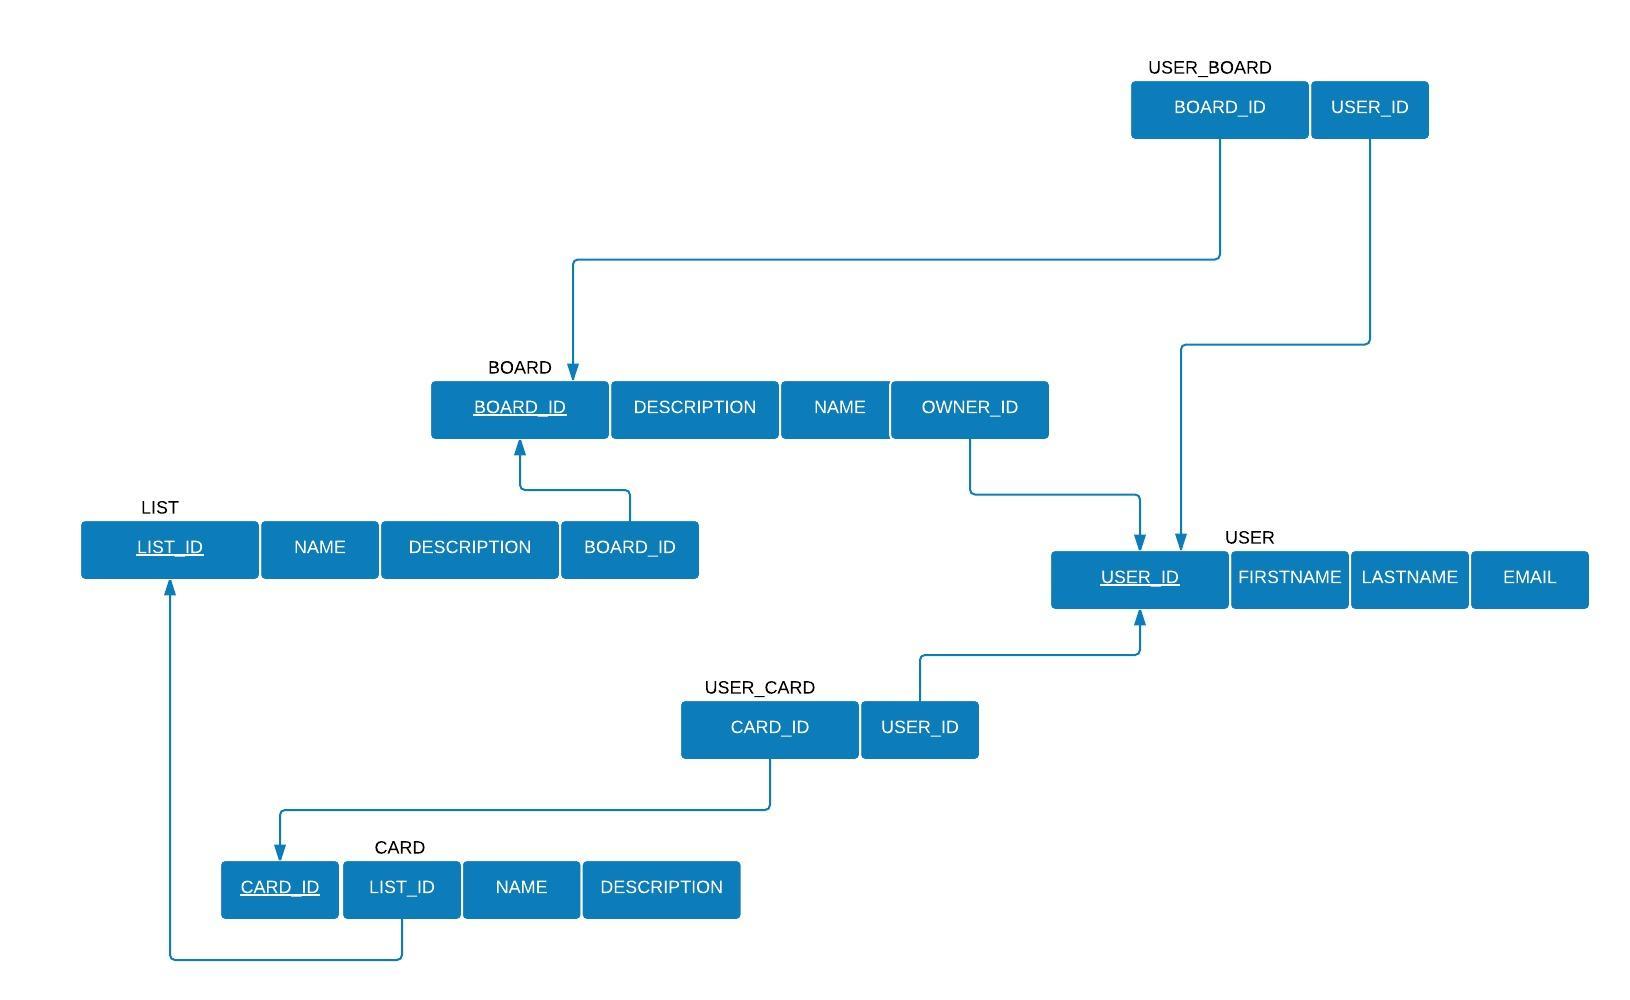 USER_BOARD
BOARD_ID USER_ID
BOARD
BOARD_ID DESCRIPTION NAME OWNER_ID
LIST
LIST_ID NAME DESCRIPTION BOARD_ID
USER
USER_ID FIRSTNAME LASTNAME EMAIL
USER_CARD
CARD_ID USER_ID
CARD
CARD_ID LIST_ID NAME DESCRIPTION